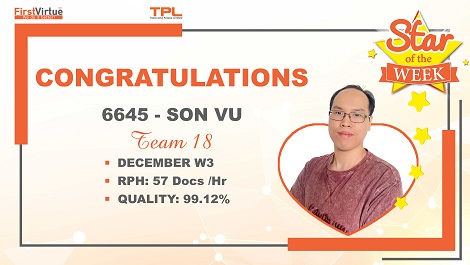 FirstVirtue
TPL
Star
of the
WEEK
CONGRATULATIONS
6645 - SON VU
Team 18
DECEMBER W3
RPH: 57 Docs /Hr
QUALITY: 99.12%